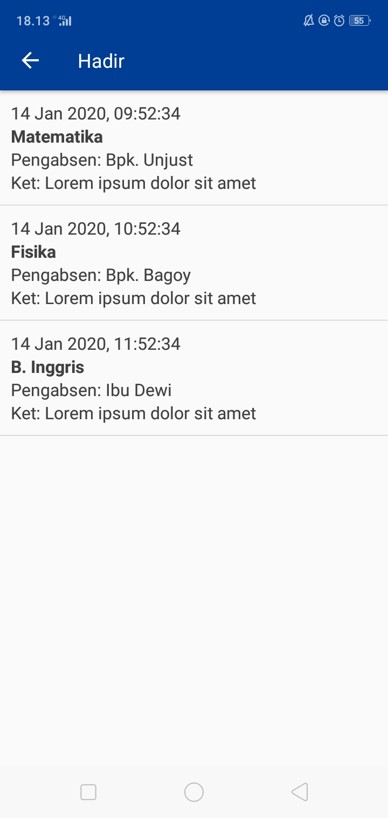 18.13
55
Hadir
14 Jan 2020, 09:52:34
Matematika
Pengabsen: Bpk. Unjust
Ket: Lorem ipsum dolor sit amet
14 Jan 2020, 10:52:34
Fisika
Pengabsen: Bpk. Bagoy
Ket: Lorem ipsum dolor sit amet
14 Jan 2020, 11:52:34
B. Inggris
Pengabsen: Ibu Dewi
Ket: Lorem ipsum dolor sit amet